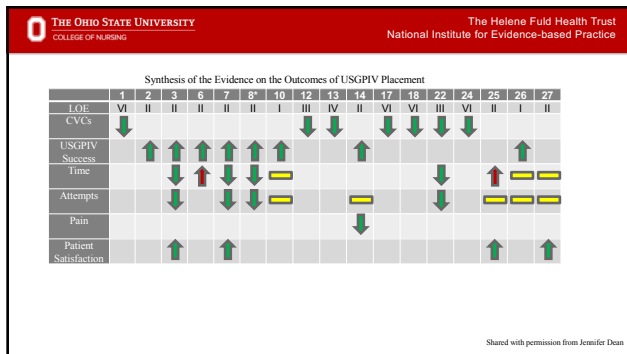 THE OHIO STATE UNIVERSITY
COLLEGE OF NURSING
The Helene Fuld Health Trust
National Institute for Evidence-based Practice
Synthesis of the Evidence on the Outcomes of USGPIV Placement
1 2 3 6 7 8* 10 12 13 14 17 18 22 24 25 26 27
LOE VI II II II II II I III IV II VI VI III VI II I II
CVCs
USGPIV
Success
Time
Attempts
Pain
Patient
Satisfaction
Shared with permission from Jennifer Dean